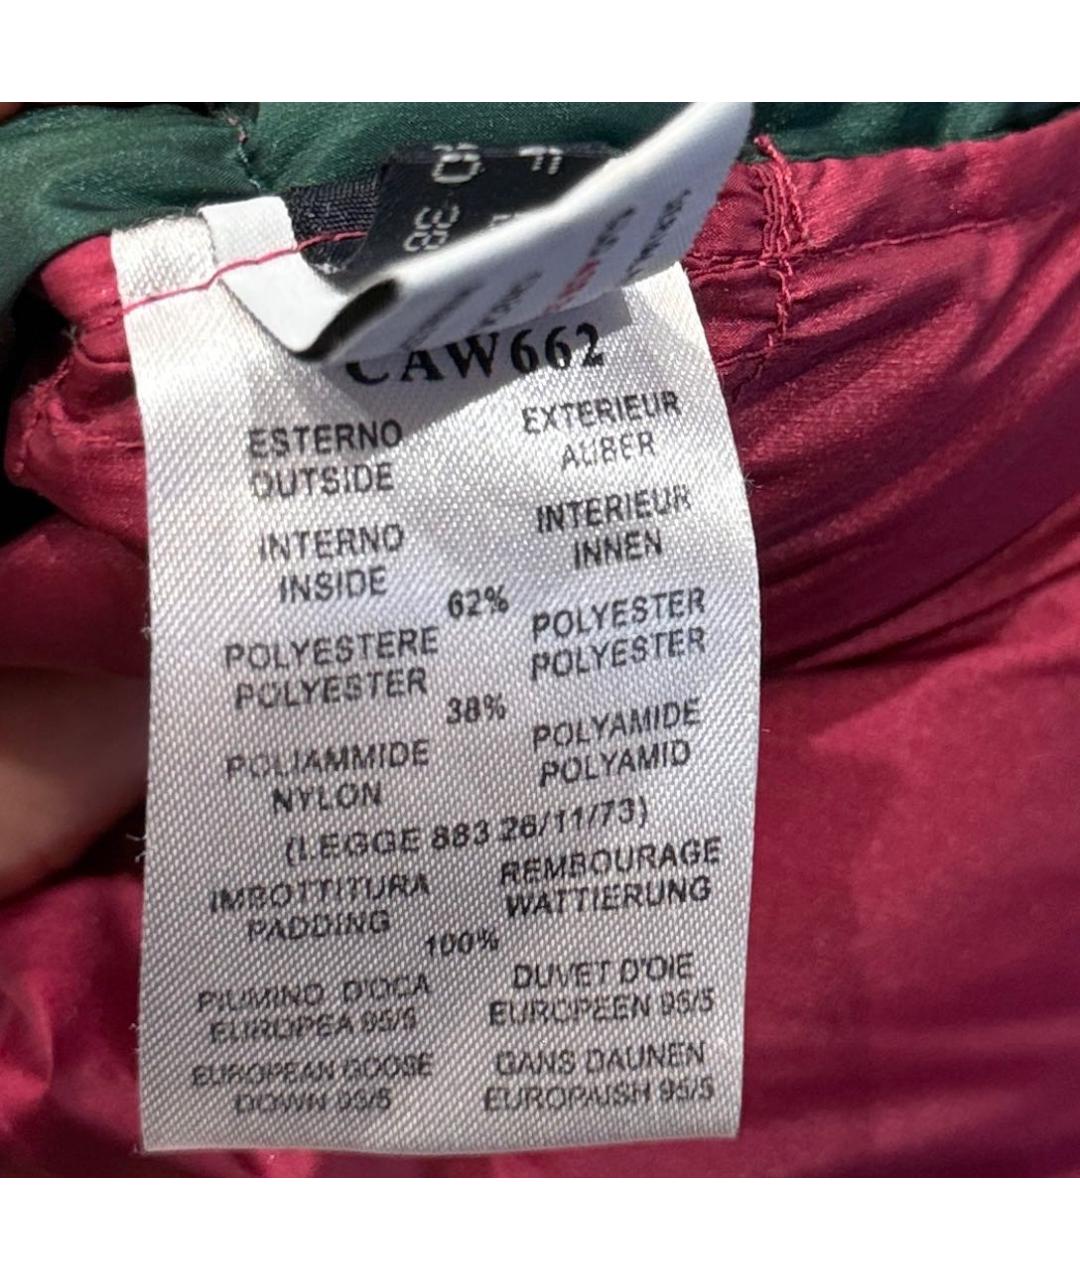 38
CAW662
ESTERNO EXTERIEUR
OUTSIDE AUßER
INTERNO INTERIEUR
INSIDE INNEN
62%
POLYESTERE POLYESTER
POLYESTER POLYESTER
38%
POLIAMMIDE POLYAMIDE
NYLON POLYAMID
(LEGGE 883 26/11/73)
IMBOTTITURA REMBOURAGE
PADDING WATTIERUNG
100%
PIUMINO D'OCA DUVET D'OIE
EUROPEA 95/5 EUROPEEN 95/5
EUROPEAN GOOSE GANS DAUNEN
DOWN 95/5 EUROPÄISH 95/5